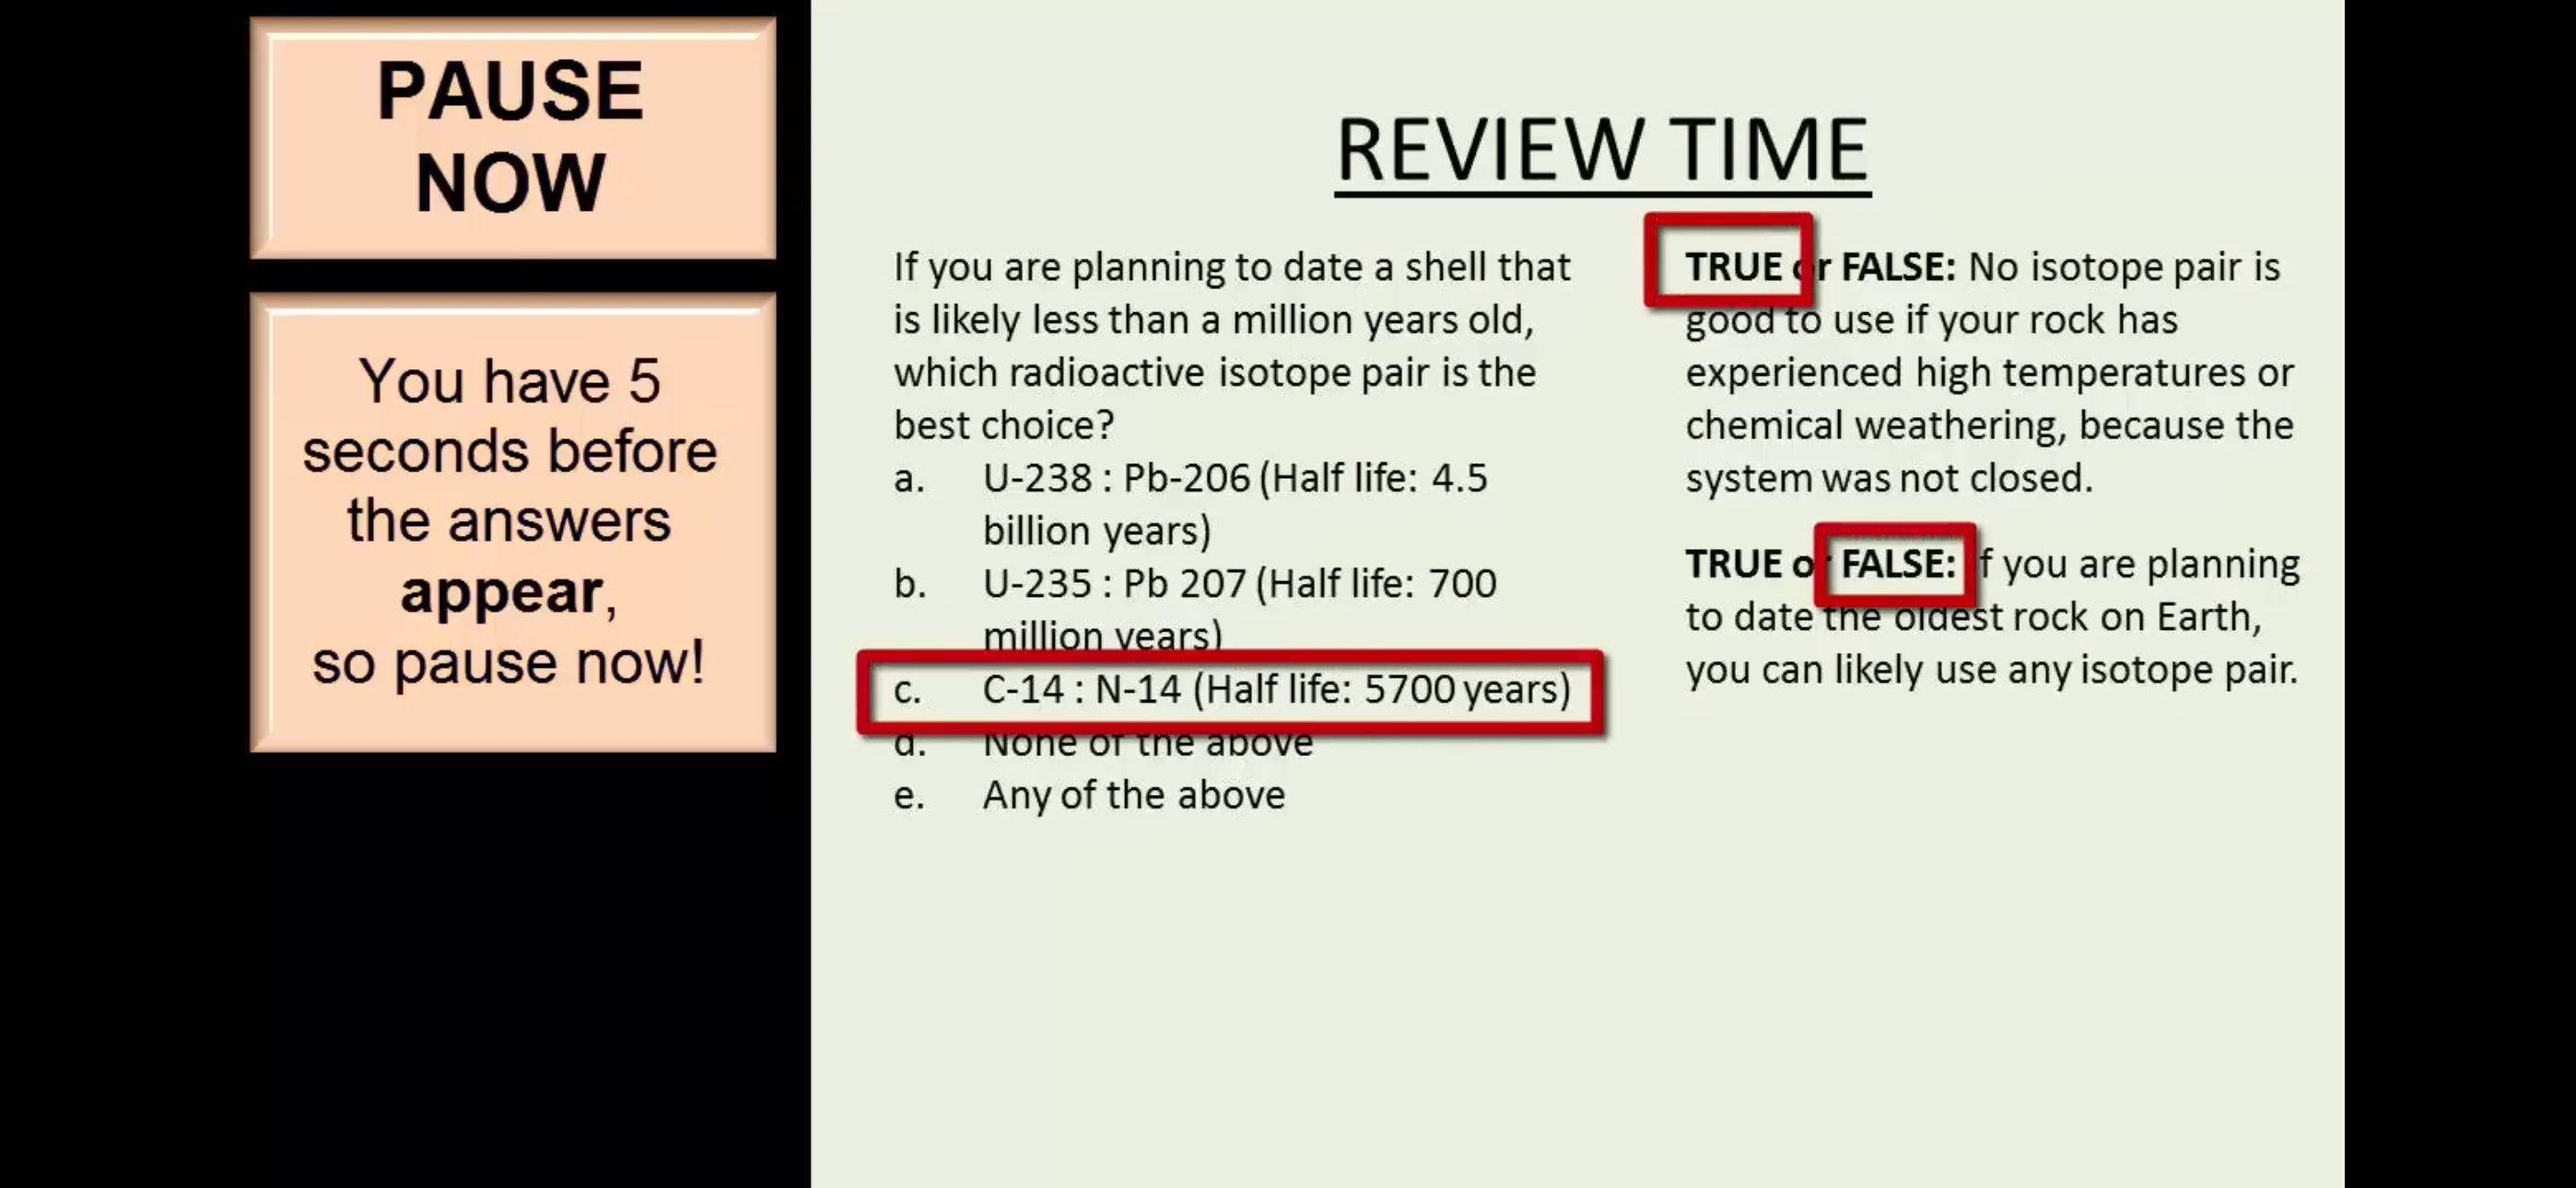 PAUSE
NOW
You have 5
seconds before
the answers
appear,
so pause now!
REVIEW TIME
If you are planning to date a shell that
is likely less than a million years old,
which radioactive isotope pair is the
best choice?
a. U-238 : Pb-206 (Half life: 4.5
billion years)
b. U-235 : Pb 207 (Half life: 700
million years)
c. C-14 : N-14 (Half life: 5700 years)
d. None of the above
e. Any of the above
TRUE or FALSE: No isotope pair is
good to use if your rock has
experienced high temperatures or
chemical weathering, because the
system was not closed.
TRUE or FALSE: If you are planning
to date the oldest rock on Earth,
you can likely use any isotope pair.